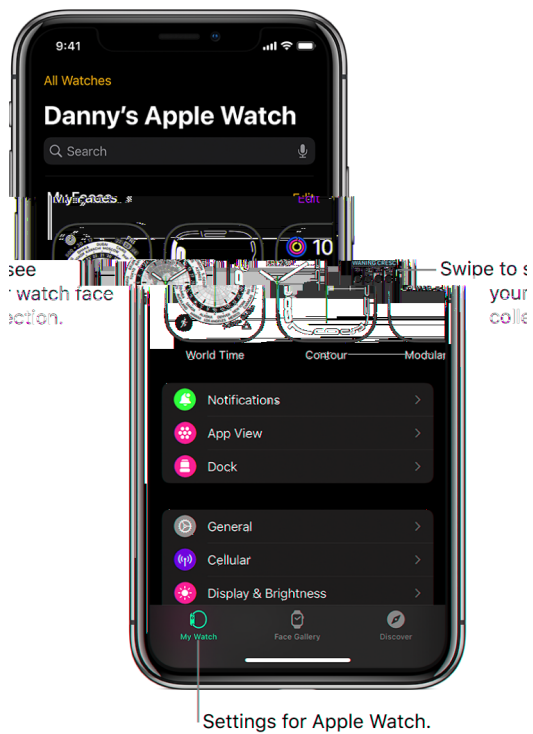 9:41
All Watches
Danny's Apple Watch
Search
My Faces
Edit
10
see
watch face
ection.
Swipe to s
your
colle
World Time
Contour
Modular
Notifications
App View
Dock
General
Cellular
Display & Brightness
My Watch
Face Gallery
Discover
Settings for Apple Watch.